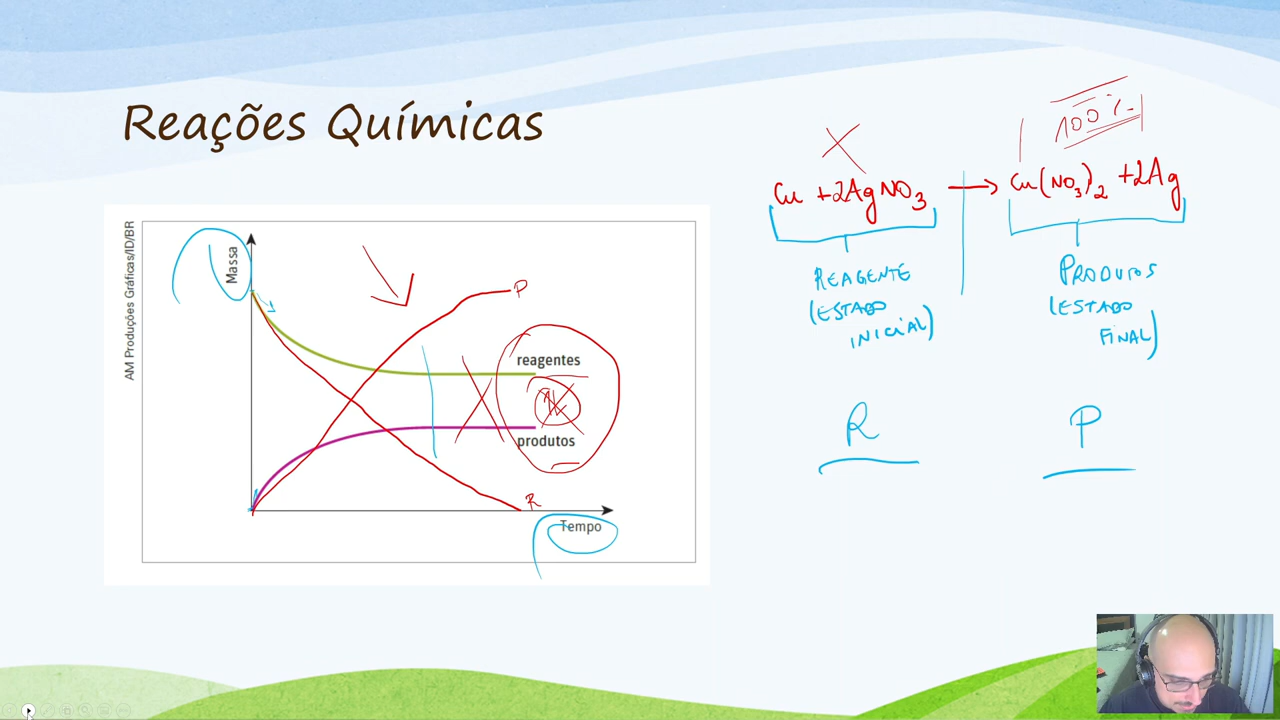 Reações Químicas
100%
Cu + 2AgNO3 → Cu(NO3)2 + 2Ag
REAGENTE
(ESTADO
INICIAL)
PRODUTOS
(ESTADO
FINAL)
R
P
AM Produções Gráficas/ID/BR
Massa
P
reagentes
produtos
R
Tempo